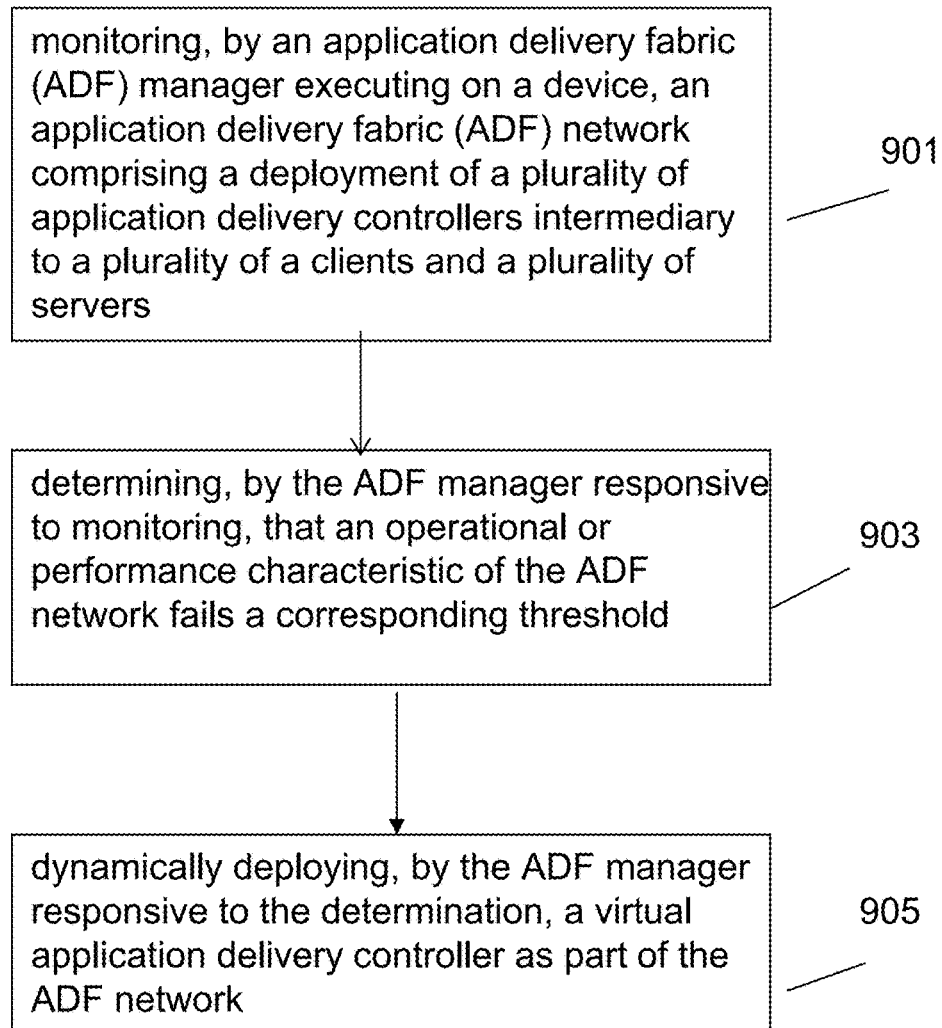 monitoring, by an application delivery fabric
(ADF) manager executing on a device, an
application delivery fabric (ADF) network
comprising a deployment of a plurality of
application delivery controllers intermediary
to a plurality of a clients and a plurality of
servers
901
determining, by the ADF manager responsive
to monitoring, that an operational or
performance characteristic of the ADF
network fails a corresponding threshold
903
dynamically deploying, by the ADF manager
responsive to the determination, a virtual
application delivery controller as part of the
ADF network
905